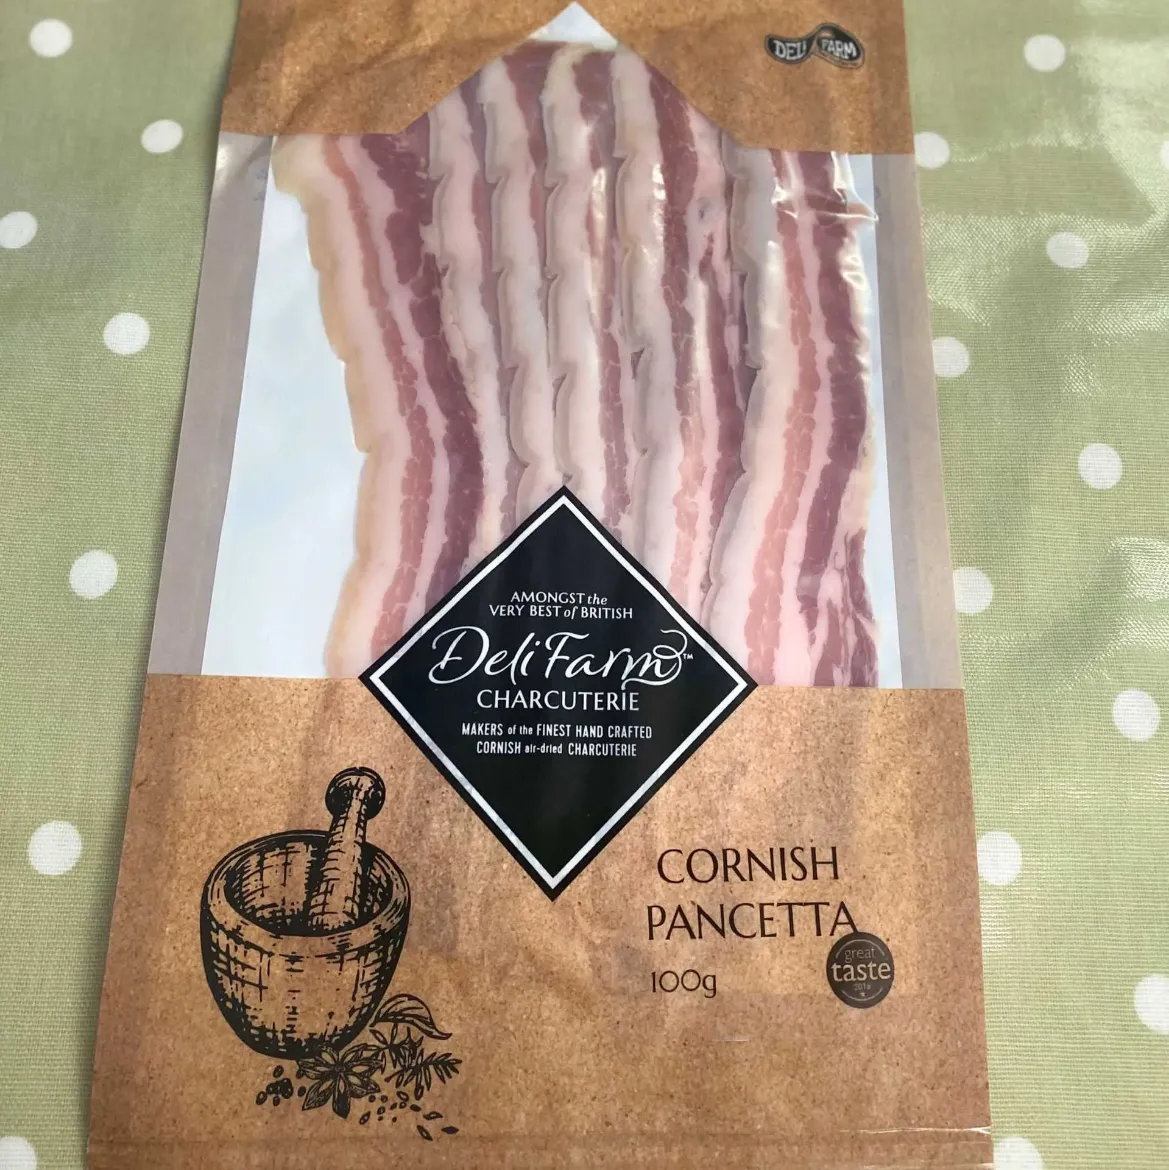 DELI FARM
AMONGST the
VERY BEST of BRITISH
Deli Farm™
CHARCUTERIE
MAKERS of the FINEST HAND CRAFTED
CORNISH air-dried CHARCUTERIE
CORNISH
PANCETTA
100g
great
taste